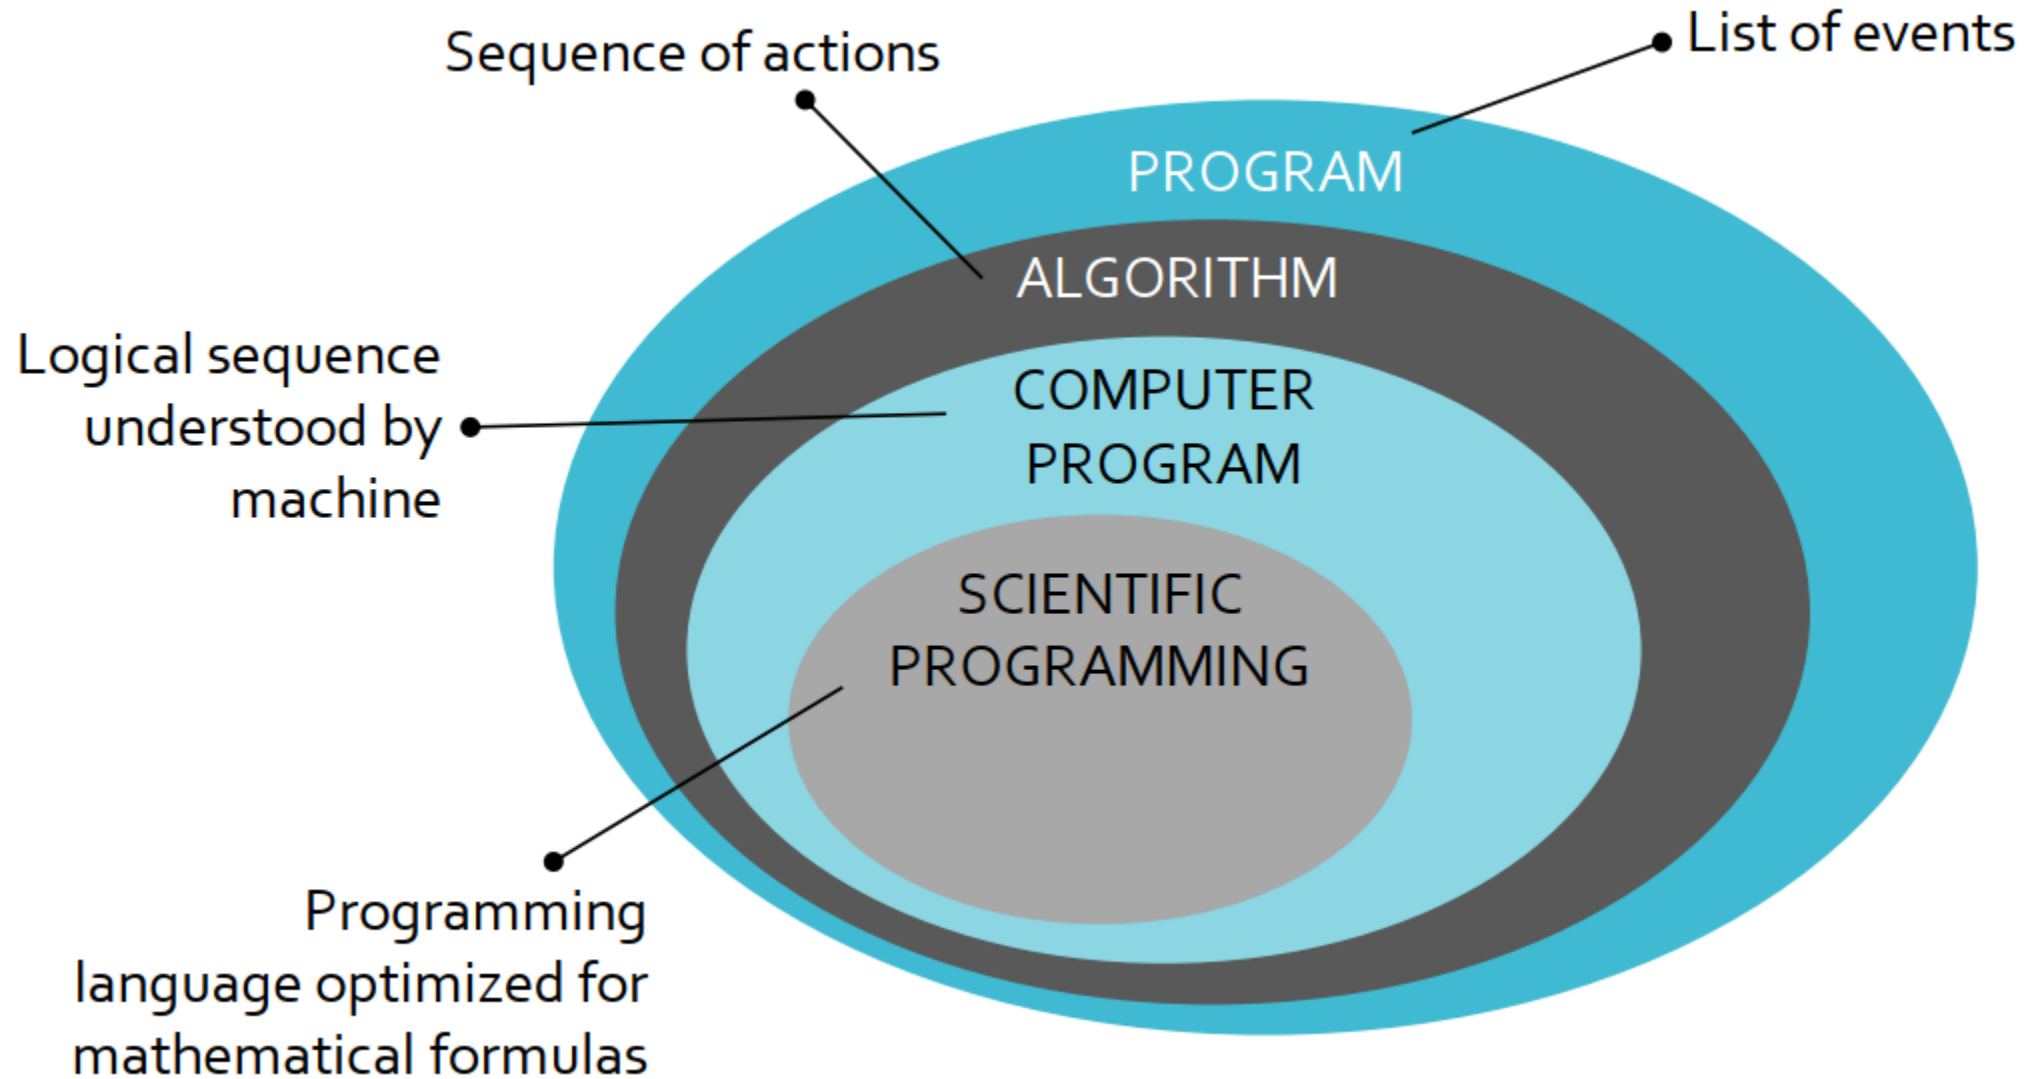 Sequence of actions
List of events
PROGRAM
ALGORITHM
Logical sequence
understood by
machine
COMPUTER
PROGRAM
SCIENTIFIC
PROGRAMMING
Programming
language optimized for
mathematical formulas